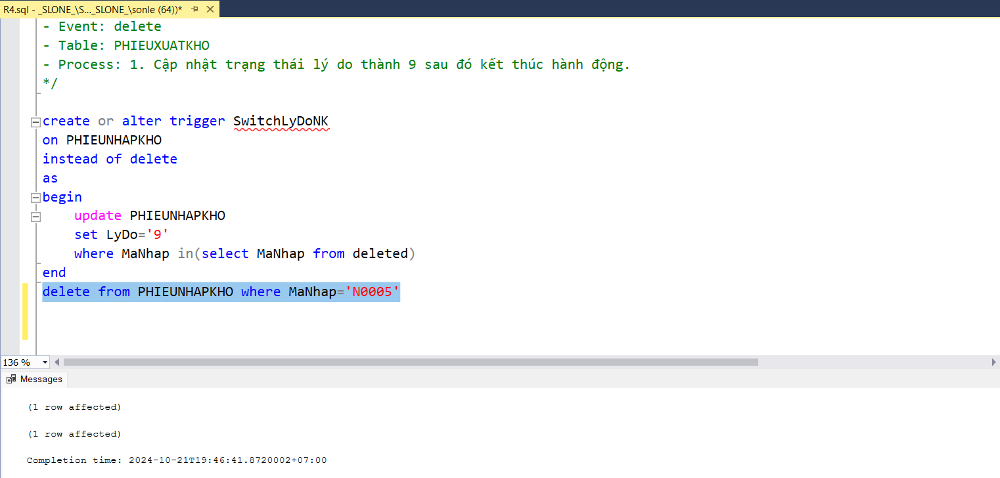 R4.sql - _SLONE_\S..._SLONE_\sonle (64))*
- Event: delete
- Table: PHIEUXUATKHO
- Process: 1. Cập nhật trạng thái lý do thành 9 sau đó kết thúc hành động.
*/
create or alter trigger SwitchLyDoNK
on PHIEUNHAPKHO
instead of delete
as
begin
update PHIEUNHAPKHO
set LyDo='9'
where MaNhap in(select MaNhap from deleted)
end
delete from PHIEUNHAPKHO where MaNhap='N0005'
136 %
Messages
(1 row affected)
(1 row affected)
Completion time: 2024-10-21T19:46:41.8720002+07:00